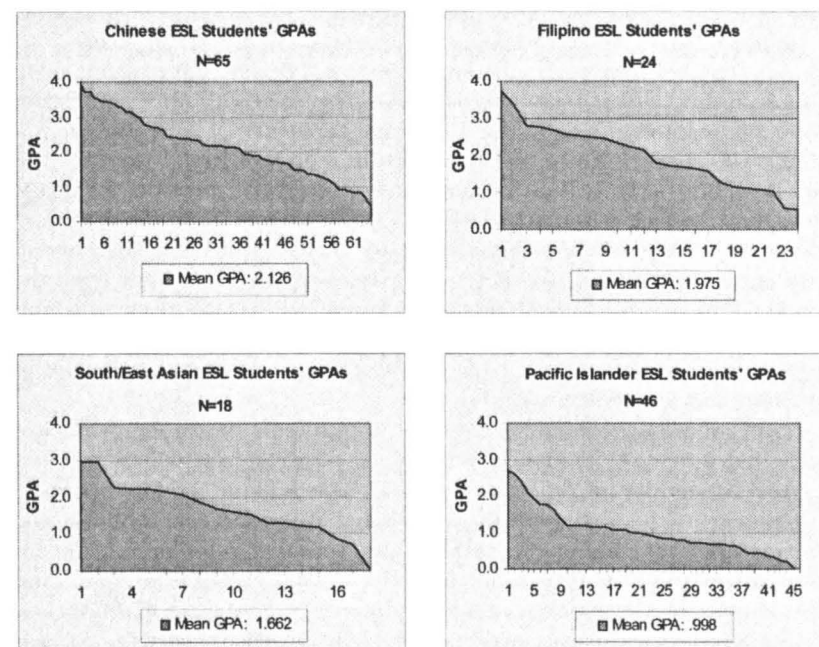 Chinese ESL Students' GPAs
N=65
GPA
4.0
3.0
2.0
1.0
0.0
1 6 11 16 21 26 31 36 41 46 51 56 61
Mean GPA: 2.126
Filipino ESL Students' GPAs
N=24
GPA
4.0
3.0
2.0
1.0
0.0
1 3 5 7 9 11 13 15 17 19 21 23
Mean GPA: 1.975
South/East Asian ESL Students' GPAs
N=18
GPA
4.0
3.0
2.0
1.0
0.0
1 4 7 10 13 16
Mean GPA: 1.662
Pacific Islander ESL Students' GPAs
N=46
GPA
4.0
3.0
2.0
1.0
0.0
1 5 9 13 17 21 25 29 33 37 41 45
Mean GPA: .998